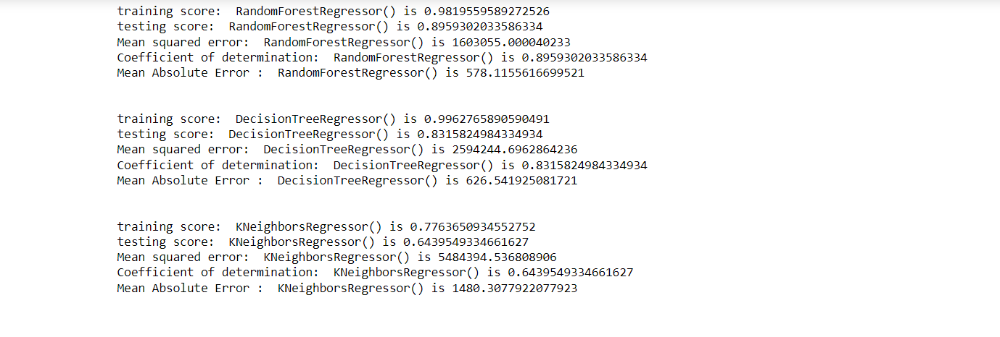 training score:  RandomForestRegressor() is 0.9819559589272526
testing score:  RandomForestRegressor() is 0.8959302033586334
Mean squared error:  RandomForestRegressor() is 1603055.000040233
Coefficient of determination:  RandomForestRegressor() is 0.8959302033586334
Mean Absolute Error :  RandomForestRegressor() is 578.1155616699521
training score:  DecisionTreeRegressor() is 0.9962765890590491
testing score:  DecisionTreeRegressor() is 0.8315824984334934
Mean squared error:  DecisionTreeRegressor() is 2594244.6962864236
Coefficient of determination:  DecisionTreeRegressor() is 0.8315824984334934
Mean Absolute Error :  DecisionTreeRegressor() is 626.541925081721
training score:  KNeighborsRegressor() is 0.7763650934552752
testing score:  KNeighborsRegressor() is 0.6439549334661627
Mean squared error:  KNeighborsRegressor() is 5484394.536808906
Coefficient of determination:  KNeighborsRegressor() is 0.6439549334661627
Mean Absolute Error :  KNeighborsRegressor() is 1480.3077922077923